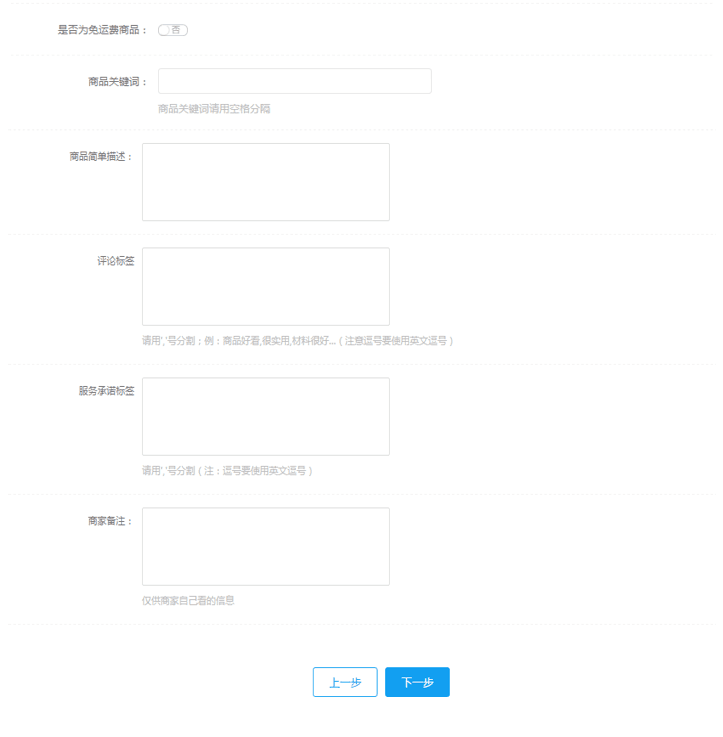 是否为免运费商品： 否
商品关键词：
商品关键词请用空格分隔
商品简单描述：
评论标签
请用','号分割；例：商品好看,很实用,材料很好...（注意逗号要使用英文逗号）
服务承诺标签
请用','号分割（注：逗号要使用英文逗号）
商家备注：
仅供商家自己看的信息
上一步 下一步